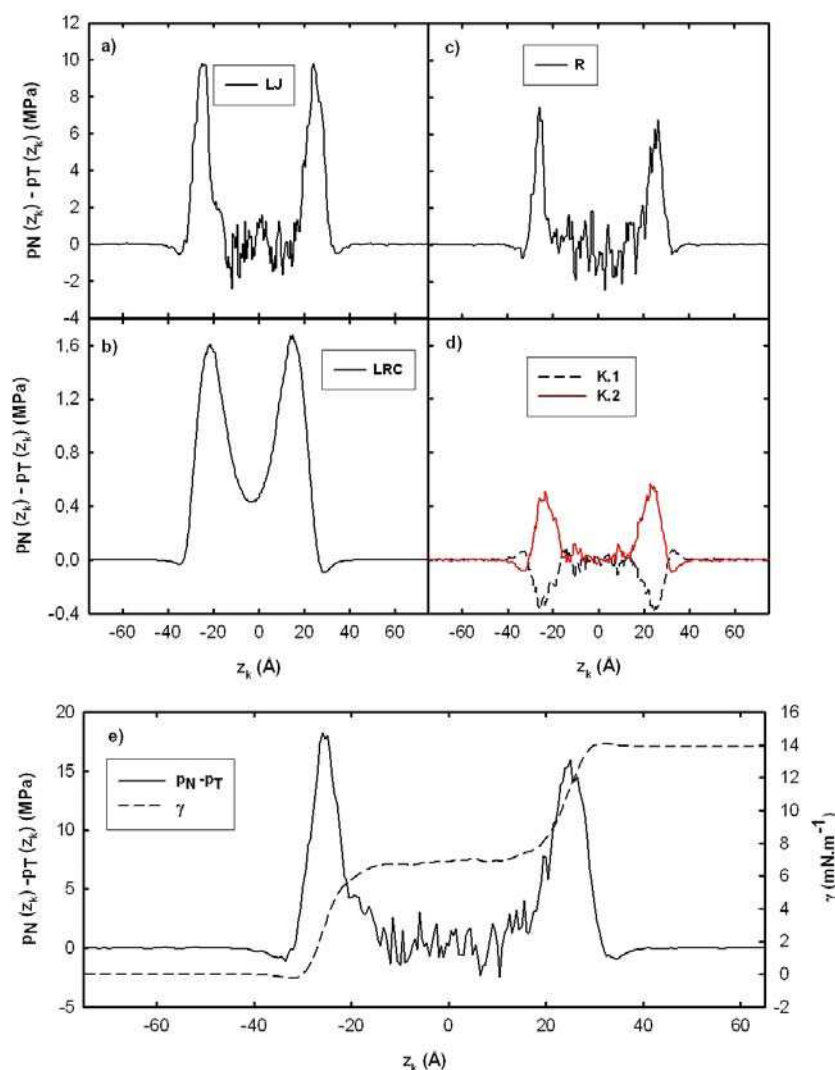 a)
LJ
12
10
8
6
4
2
0
-2
-4
pN (zk) - pT (zk) (MPa)
c)
R
b)
LRC
1.6
1.2
0.8
0.4
0.0
-0.4
pN (zk) - pT (zk) (MPa)
-60 -40 -20 0 20 40 60
zk (Å)
d)
K.1
K.2
-60 -40 -20 0 20 40 60
zk (Å)
e)
pN -pT
γ
20
15
10
5
0
-5
pN (zk) -pT (zk) (MPa)
16
14
12
10
8
6
4
2
0
-2
γ (mN.m-1)
-60 -40 -20 0 20 40 60
zk (Å)